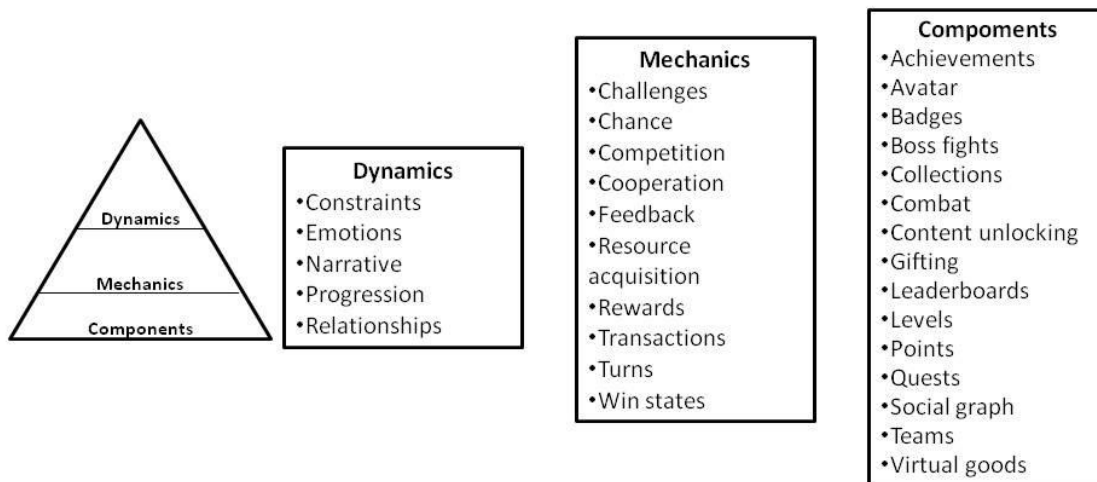 Dynamics
Mechanics
Components
Dynamics
•Constraints
•Emotions
•Narrative
•Progression
•Relationships
Mechanics
•Challenges
•Chance
•Competition
•Cooperation
•Feedback
•Resource
acquisition
•Rewards
•Transactions
•Turns
•Win states
Compoments
•Achievements
•Avatar
•Badges
•Boss fights
•Collections
•Combat
•Content unlocking
•Gifting
•Leaderboards
•Levels
•Points
•Quests
•Social graph
•Teams
•Virtual goods